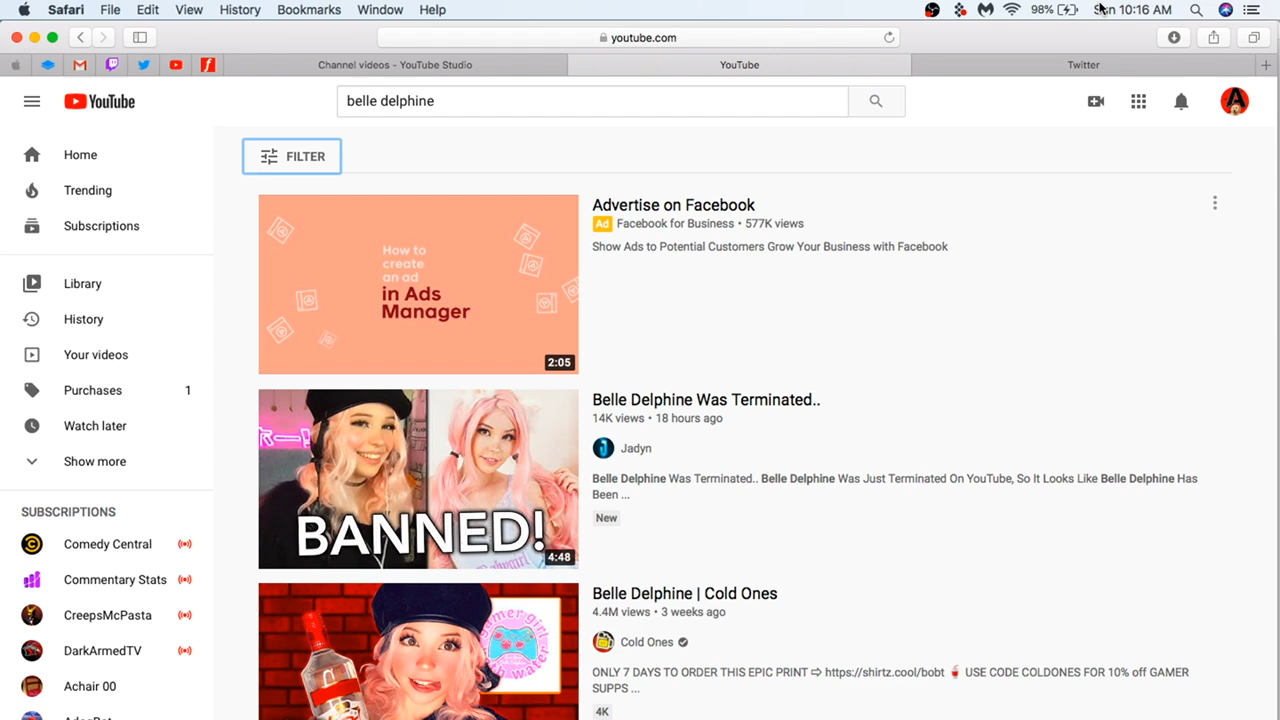 Safari File Edit View History Bookmarks Window Help 98% Sun 10:16 AM
youtube.com
Channel videos - YouTube Studio YouTube Twitter
YouTube belle delphine
Home
Trending
Subscriptions
Library
History
Your videos
Purchases 1
Watch later
Show more
SUBSCRIPTIONS
Comedy Central
Commentary Stats
CreepsMcPasta
DarkArmedTV
Achair 00
FILTER
How to
create
an ad
in Ads
Manager
2:05
Advertise on Facebook
Ad Facebook for Business • 577K views
Show Ads to Potential Customers Grow Your Business with Facebook
BANNED!
4:48
Belle Delphine Was Terminated..
14K views • 18 hours ago
Jadyn
Belle Delphine Was Terminated.. Belle Delphine Was Just Terminated On YouTube, So It Looks Like Belle Delphine Has
Been ...
New
Belle Delphine | Cold Ones
4.4M views • 3 weeks ago
Cold Ones
ONLY 7 DAYS TO ORDER THIS EPIC PRINT ⇨ https://shirtz.cool/bobt 🍷 USE CODE COLDONES FOR 10% off GAMER
SUPPS ...
4K